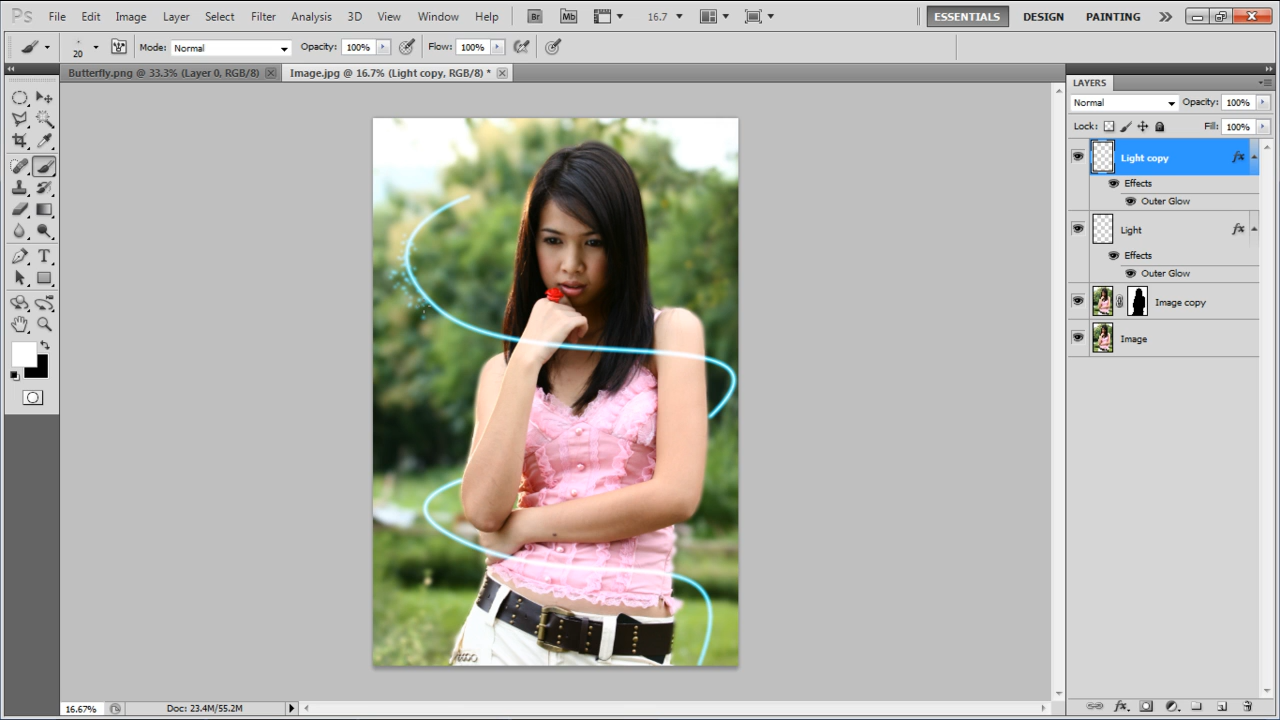 Ps File Edit Image Layer Select Filter Analysis 3D View Window Help Br Mb 16.7 ESSENTIALS DESIGN PAINTING
20 Mode: Normal Opacity: 100% Flow: 100%
Butterfly.png @ 33.3% (Layer 0, RGB/8) Image.jpg @ 16.7% (Light copy, RGB/8) *
LAYERS
Normal Opacity: 100%
Lock: Fill: 100%
Light copy fx
Effects
Outer Glow
Light fx
Effects
Outer Glow
Image copy
Image
T
16.67% Doc: 23.4M/55.2M fx